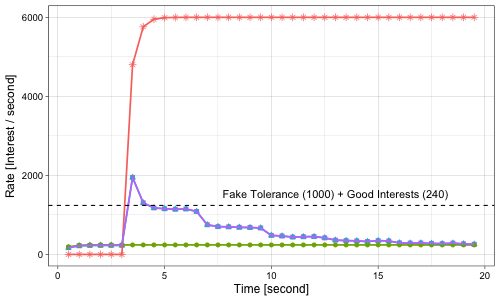 6000
4000
2000
0
Rate [Interest / second]
Fake Tolerance (1000) + Good Interests (240)
0 5 10 15 20
Time [second]